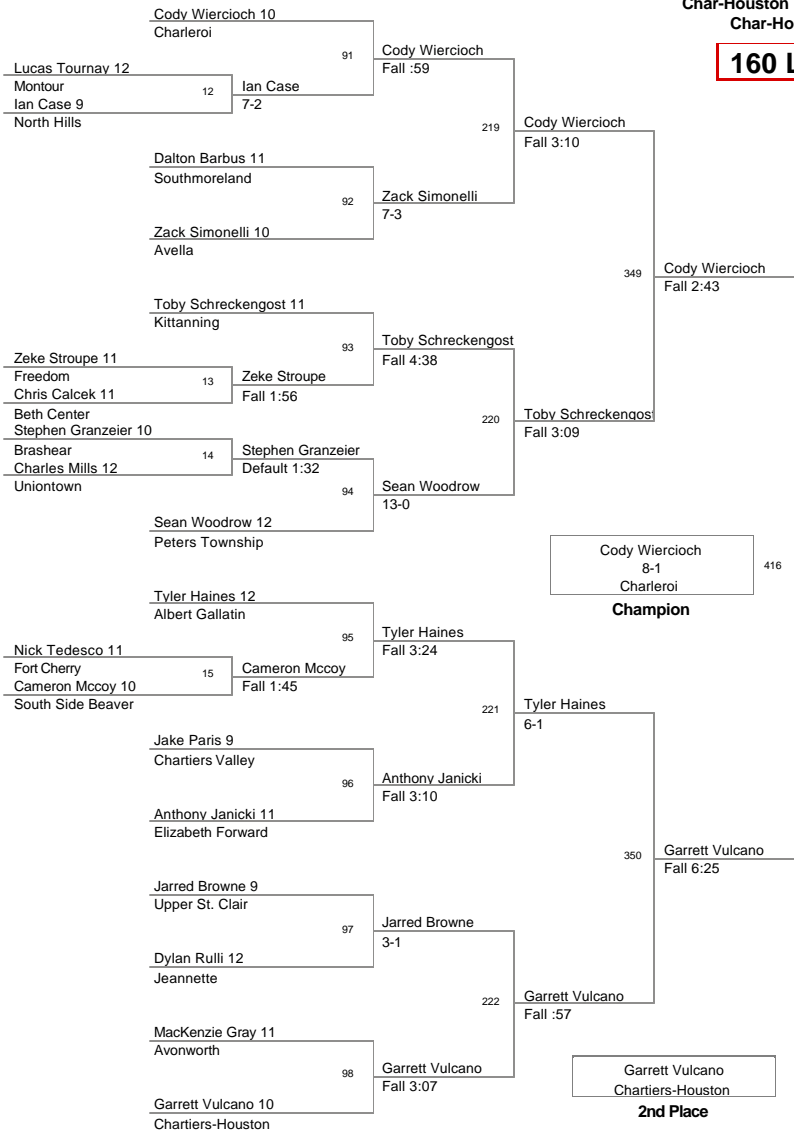 Char-Houston
Char-Ho
160 L
Cody Wiercioch 10
Charleroi
91
Cody Wiercioch
Fall :59
Lucas Tournay 12
Montour
12
Ian Case
Ian Case 9
7-2
North Hills
219
Cody Wiercioch
Fall 3:10
Dalton Barbus 11
Southmoreland
92
Zack Simonelli
7-3
Zack Simonelli 10
Avella
349
Cody Wiercioch
Fall 2:43
Toby Schreckengost 11
Kittanning
93
Toby Schreckengost
Fall 4:38
Zeke Stroupe 11
Freedom
13
Zeke Stroupe
Chris Calcek 11
Fall 1:56
Beth Center
220
Toby Schreckengost
Fall 3:09
Stephen Granzeier 10
Brashear
14
Stephen Granzeier
Charles Mills 12
Default 1:32
Uniontown
94
Sean Woodrow
13-0
Sean Woodrow 12
Peters Township
Cody Wiercioch
8-1
Charleroi
416
Champion
Tyler Haines 12
Albert Gallatin
95
Tyler Haines
Fall 3:24
Nick Tedesco 11
Fort Cherry
15
Cameron Mccoy
Cameron Mccoy 10
Fall 1:45
South Side Beaver
221
Tyler Haines
6-1
Jake Paris 9
Chartiers Valley
96
Anthony Janicki
Fall 3:10
Anthony Janicki 11
Elizabeth Forward
350
Garrett Vulcano
Fall 6:25
Jarred Browne 9
Upper St. Clair
97
Jarred Browne
3-1
Dylan Rulli 12
Jeannette
222
Garrett Vulcano
Fall :57
MacKenzie Gray 11
Avonworth
98
Garrett Vulcano
Fall 3:07
Garrett Vulcano 10
Chartiers-Houston
Garrett Vulcano
Chartiers-Houston
2nd Place